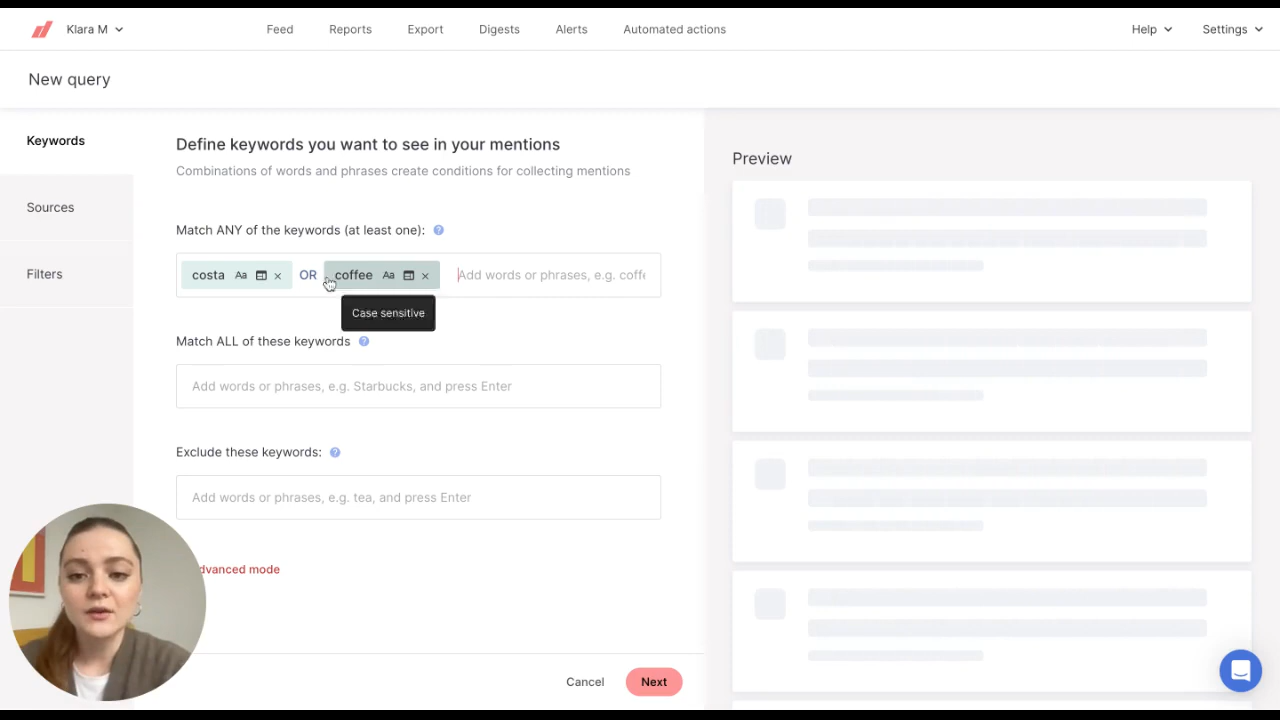 Klara M
Feed
Reports
Export
Digests
Alerts
Automated actions
Help
Settings
New query
Keywords
Sources
Filters
Define keywords you want to see in your mentions
Combinations of words and phrases create conditions for collecting mentions
Match ANY of the keywords (at least one): ?
costa Aa × OR coffee Aa × Add words or phrases, e.g. coffe
Case sensitive
Match ALL of these keywords ?
Add words or phrases, e.g. Starbucks, and press Enter
Exclude these keywords: ?
Add words or phrases, e.g. tea, and press Enter
dvanced mode
Cancel
Next
Preview